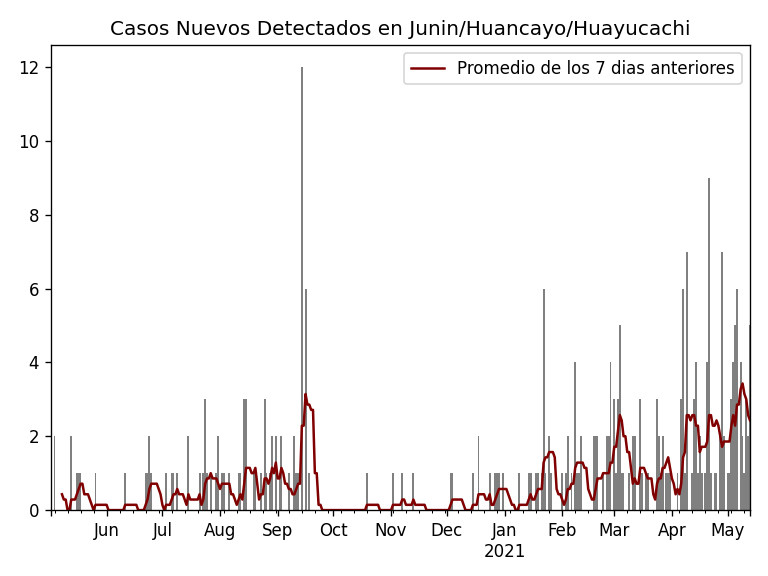 Casos Nuevos Detectados en Junin/Huancayo/Huayucachi
Promedio de los 7 dias anteriores
12
10
8
6
4
2
0
Jun Jul Aug Sep Oct Nov Dec Jan Feb Mar Apr May
2021